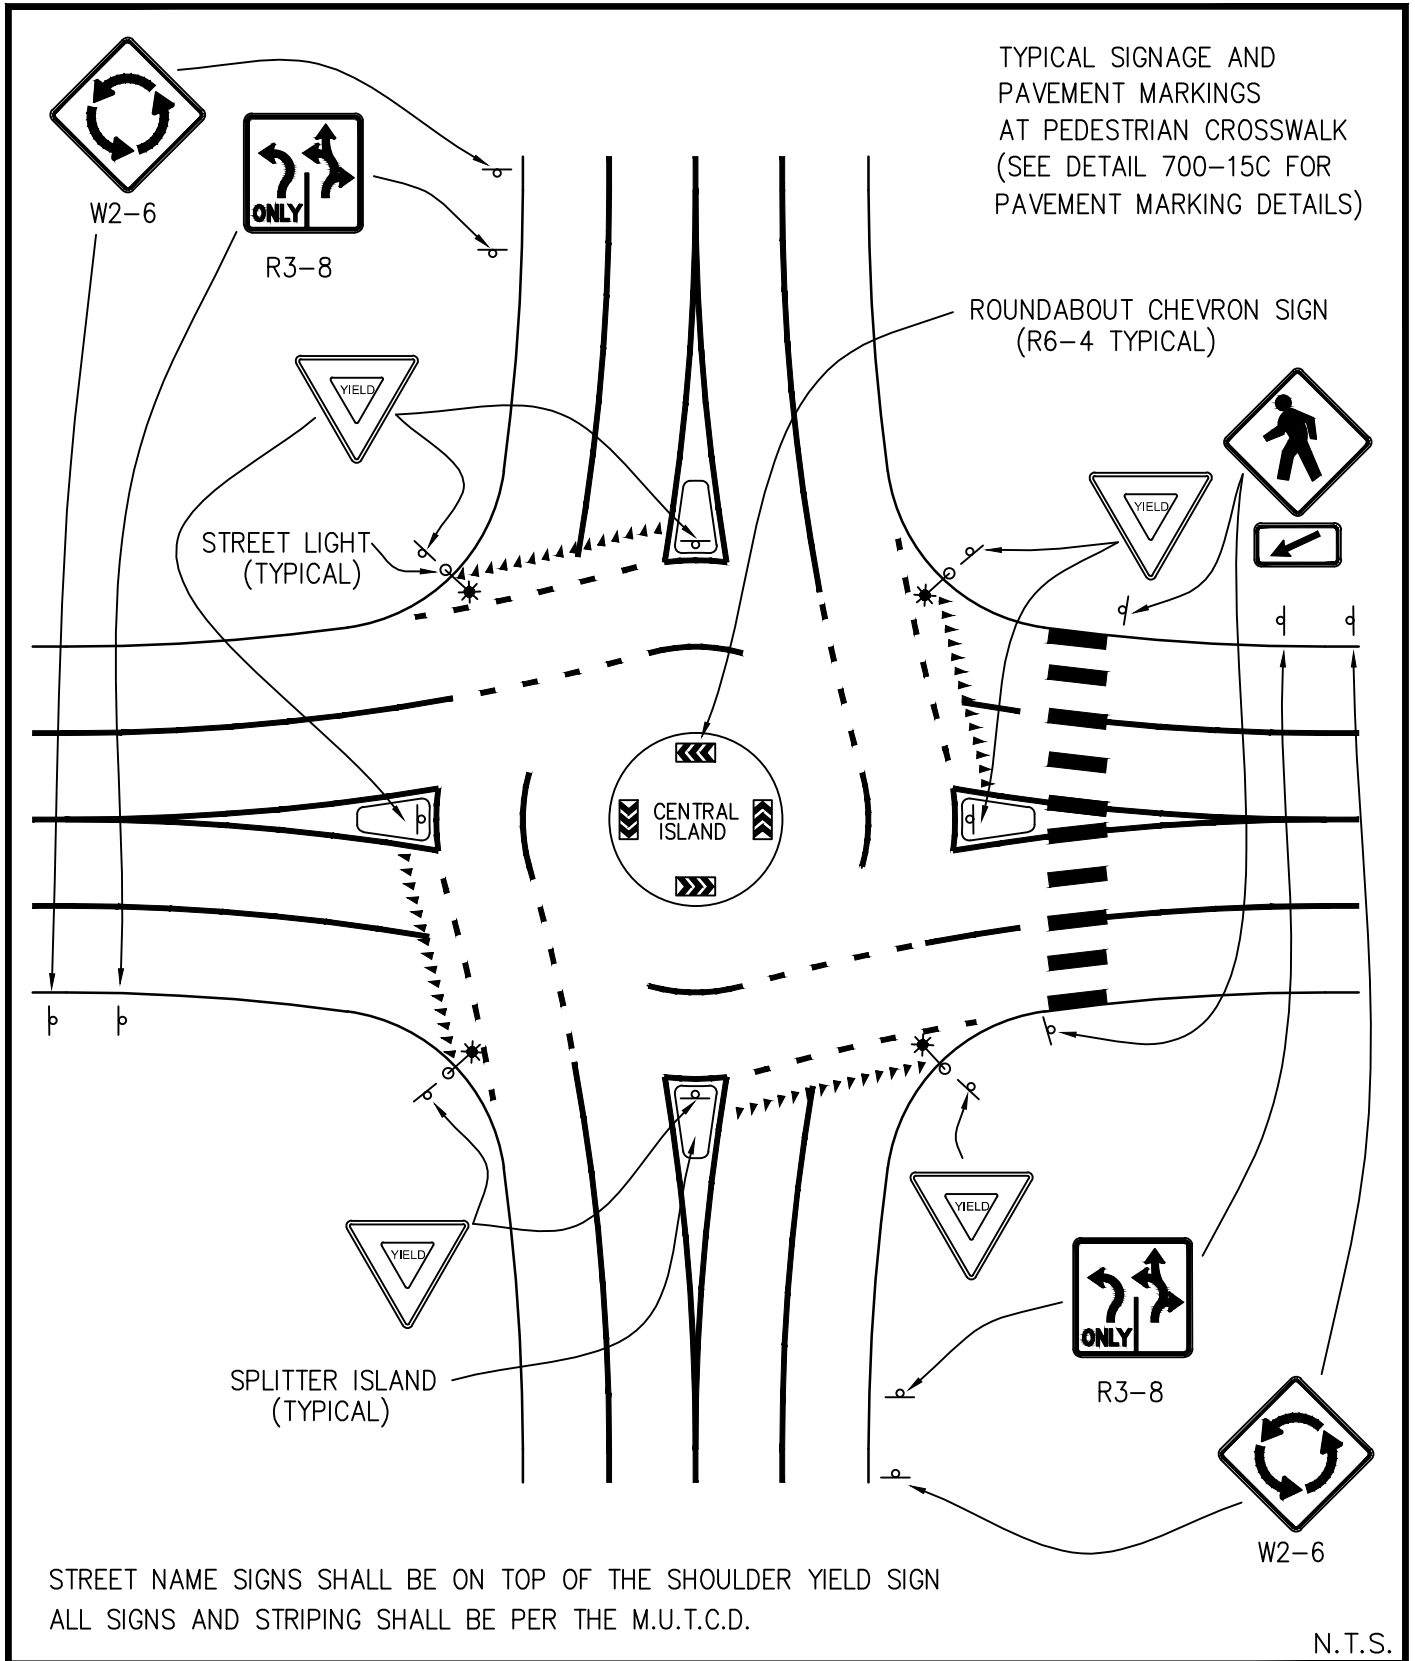 TYPICAL SIGNAGE AND
PAVEMENT MARKINGS
AT PEDESTRIAN CROSSWALK
(SEE DETAIL 700-15C FOR
PAVEMENT MARKING DETAILS)
W2-6
ONLY
R3-8
ROUNDABOUT CHEVRON SIGN
(R6-4 TYPICAL)
YIELD
YIELD
STREET LIGHT
(TYPICAL)
CENTRAL
ISLAND
YIELD
YIELD
ONLY
R3-8
SPLITTER ISLAND
(TYPICAL)
W2-6
STREET NAME SIGNS SHALL BE ON TOP OF THE SHOULDER YIELD SIGN
ALL SIGNS AND STRIPING SHALL BE PER THE M.U.T.C.D.
N.T.S.